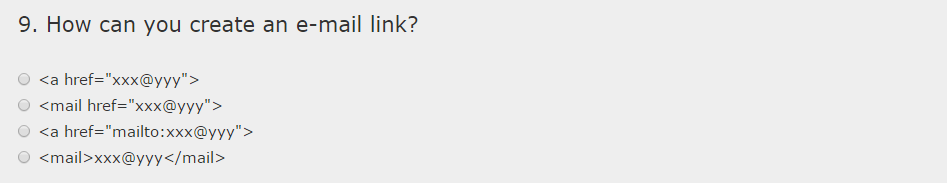 9. How can you create an e-mail link?
<a href="xxx@yyy">
<mail href="xxx@yyy">
<a href="mailto:xxx@yyy">
<mail>xxx@yyy</mail>